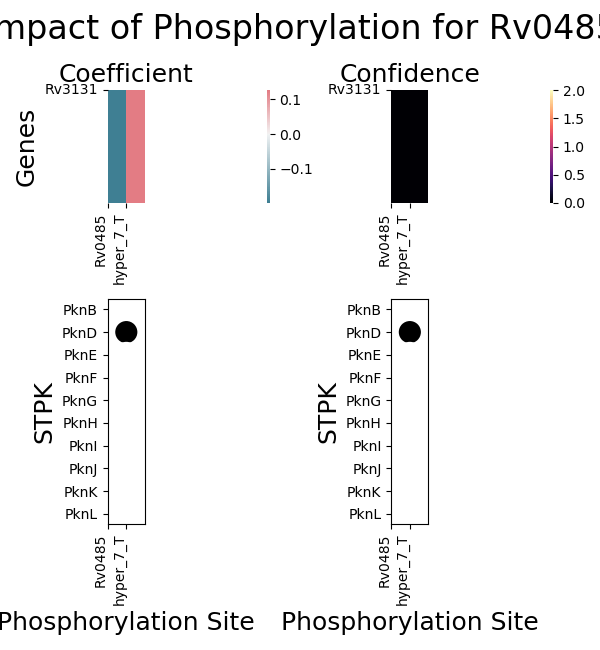 mpact of Phosphorylation for Rv0485
Coefficient
Confidence
Genes
Rv3131
0.1
0.0
−0.1
Rv0485
hyper_7_T
Rv3131
2.0
1.5
1.0
0.5
0.0
Rv0485
hyper_7_T
STPK
PknB
PknD
PknE
PknF
PknG
PknH
PknI
PknJ
PknK
PknL
Rv0485
hyper_7_T
Phosphorylation Site
STPK
PknB
PknD
PknE
PknF
PknG
PknH
PknI
PknJ
PknK
PknL
Rv0485
hyper_7_T
Phosphorylation Site